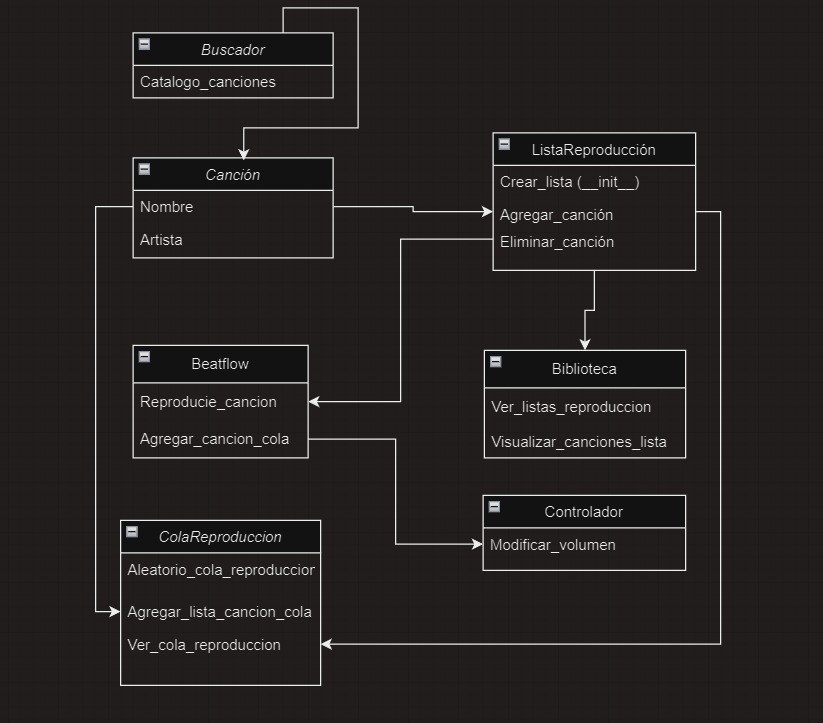 Buscador
Catalogo_canciones
Canción
Nombre
Artista
ListaReproducción
Crear_lista (__init__)
Agregar_canción
Eliminar_canción
Beatflow
Reproducie_cancion
Agregar_cancion_cola
Biblioteca
Ver_listas_reproduccion
Visualizar_canciones_lista
Controlador
Modificar_volumen
ColaReproduccion
Aleatorio_cola_reproduccior
Agregar_lista_cancion_cola
Ver_cola_reproduccion